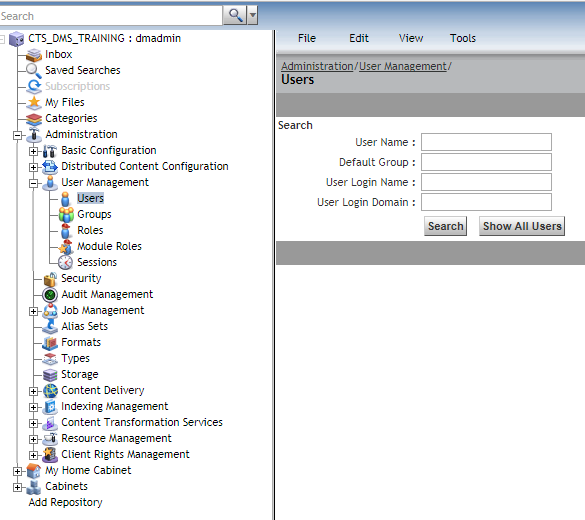 Search
CTS_DMS_TRAINING : dmadmin
Inbox
Saved Searches
Subscriptions
My Files
Categories
Administration
Basic Configuration
Distributed Content Configuration
User Management
Users
Groups
Roles
Module Roles
Sessions
Security
Audit Management
Job Management
Alias Sets
Formats
Types
Storage
Content Delivery
Indexing Management
Content Transformation Services
Resource Management
Client Rights Management
My Home Cabinet
Cabinets
Add Repository
File Edit View Tools
Administration/User Management/
Users
Search
User Name :
Default Group :
User Login Name :
User Login Domain :
Search Show All Users